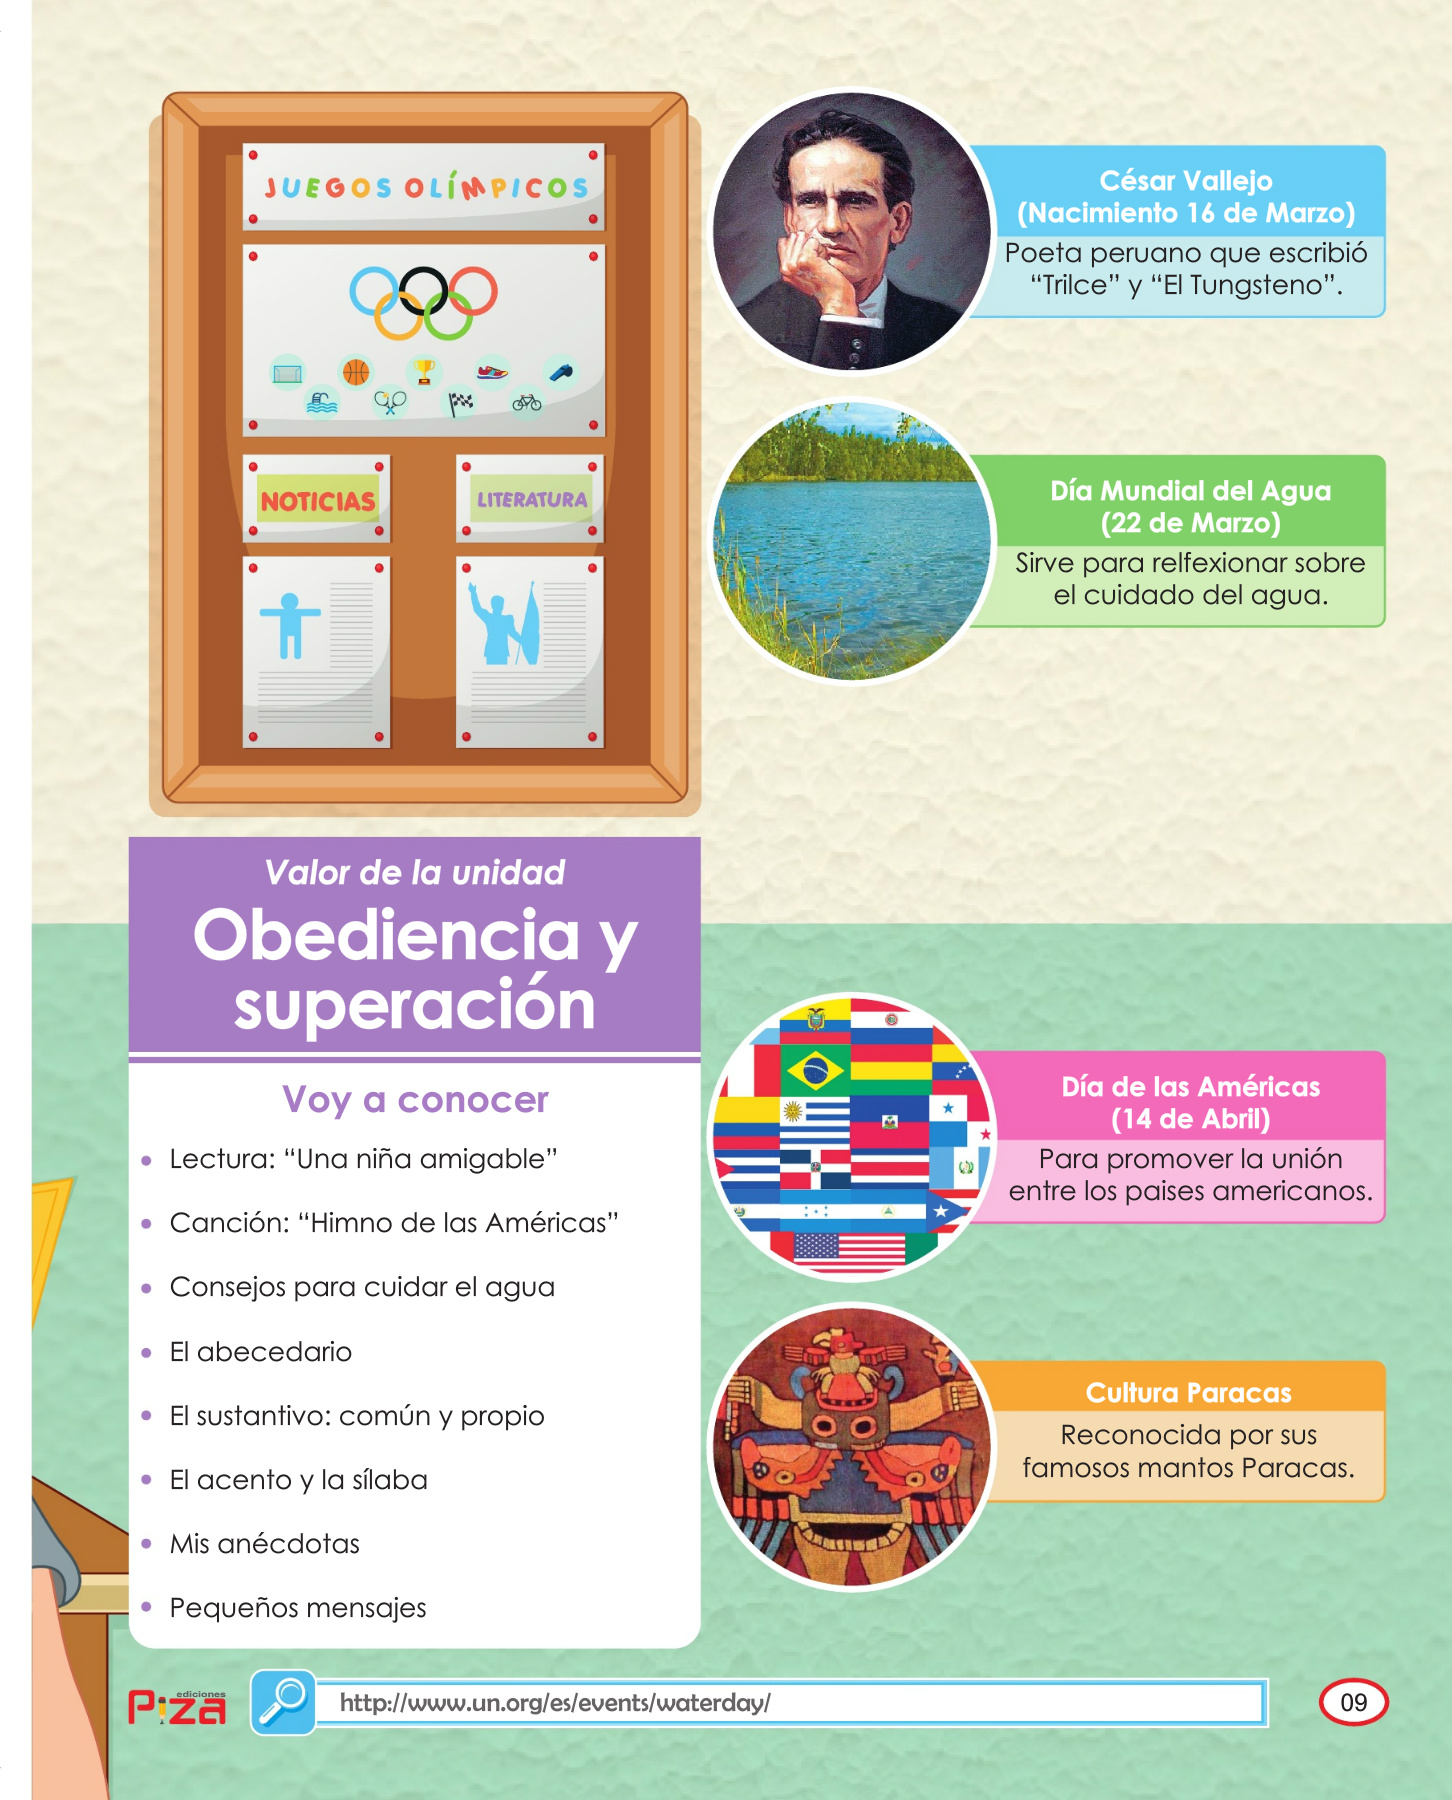 JUEGOS OLÍMPICOS
NOTICIAS
LITERATURA
César Vallejo
(Nacimiento 16 de Marzo)
Poeta peruano que escribió
“Trilce” y “El Tungsteno”.
Día Mundial del Agua
(22 de Marzo)
Sirve para relfexionar sobre
el cuidado del agua.
Valor de la unidad
Obediencia y
superación
Voy a conocer
• Lectura: “Una niña amigable”
• Canción: “Himno de las Américas”
• Consejos para cuidar el agua
• El abecedario
• El sustantivo: común y propio
• El acento y la sílaba
• Mis anécdotas
• Pequeños mensajes
Día de las Américas
(14 de Abril)
Para promover la unión
entre los paises americanos.
Cultura Paracas
Reconocida por sus
famosos mantos Paracas.
ediciones
Piza
http://www.un.org/es/events/waterday/
09